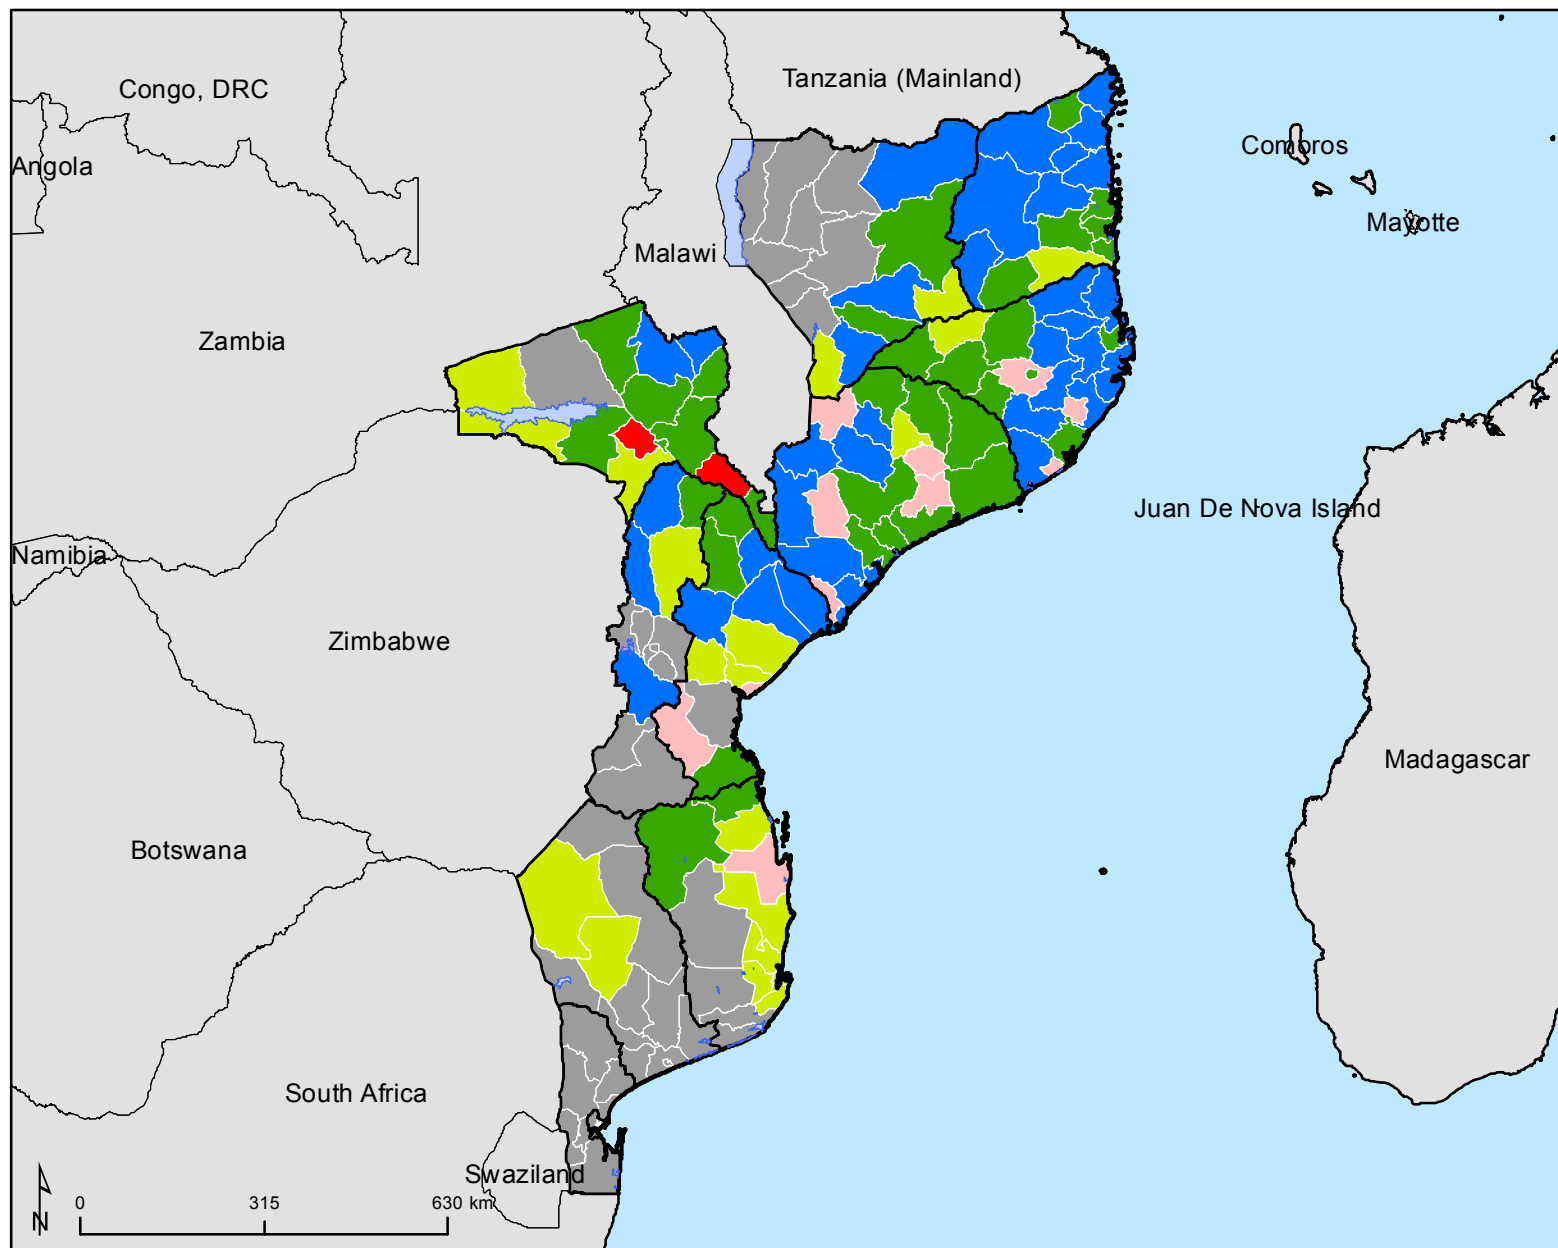 Tanzania (Mainland)
Congo, DRC
Comoros
Angola
Mayotte
Malawi
Zambia
Juan De Nova Island
Namibia
Zimbabwe
Madagascar
Botswana
South Africa
Swaziland
0 315 630 km
N